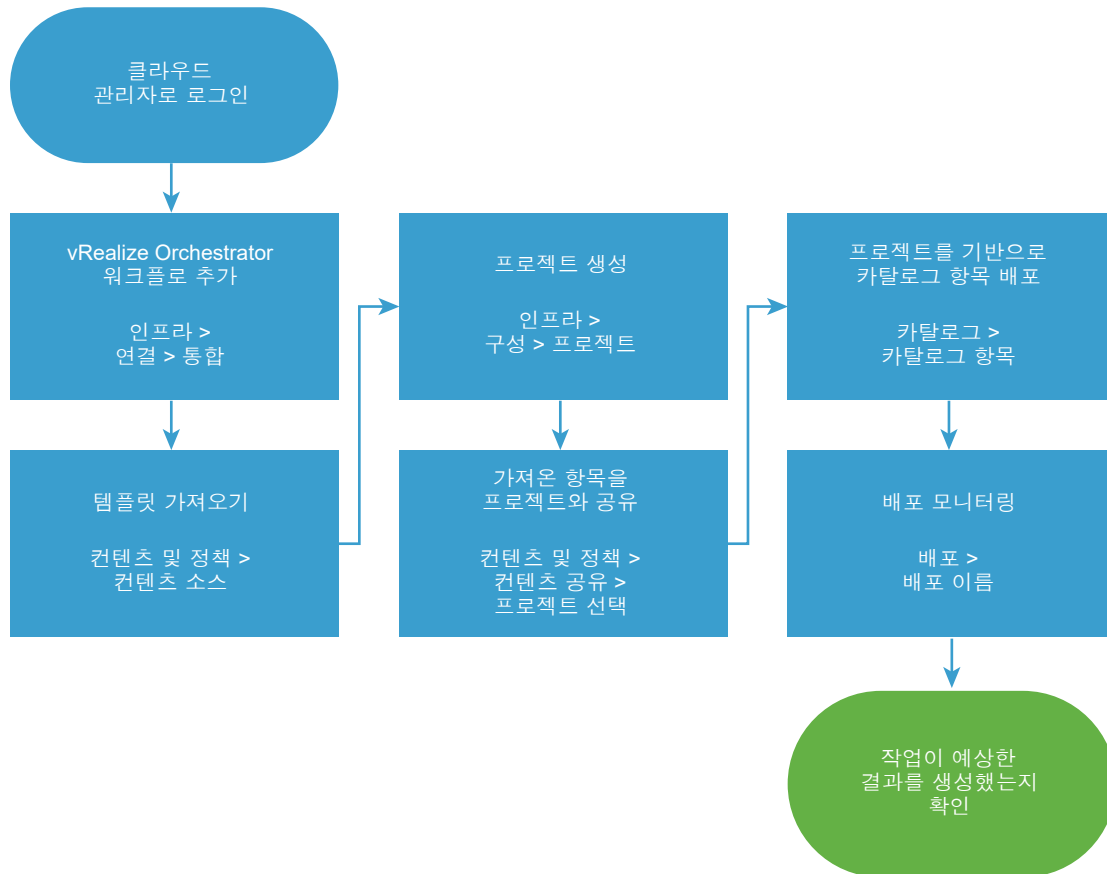 클라우드
관리자로 로그인
vRealize Orchestrator
워크플로 추가
인프라 >
연결 > 통합
템플릿 가져오기
컨텐츠 및 정책 >
컨텐츠 소스
프로젝트 생성
인프라 >
구성 > 프로젝트
가져온 항목을
프로젝트와 공유
컨텐츠 및 정책 >
컨텐츠 공유 >
프로젝트 선택
프로젝트를 기반으로
카탈로그 항목 배포
카탈로그 >
카탈로그 항목
배포 모니터링
배포 >
배포 이름
작업이 예상한
결과를 생성했는지
확인